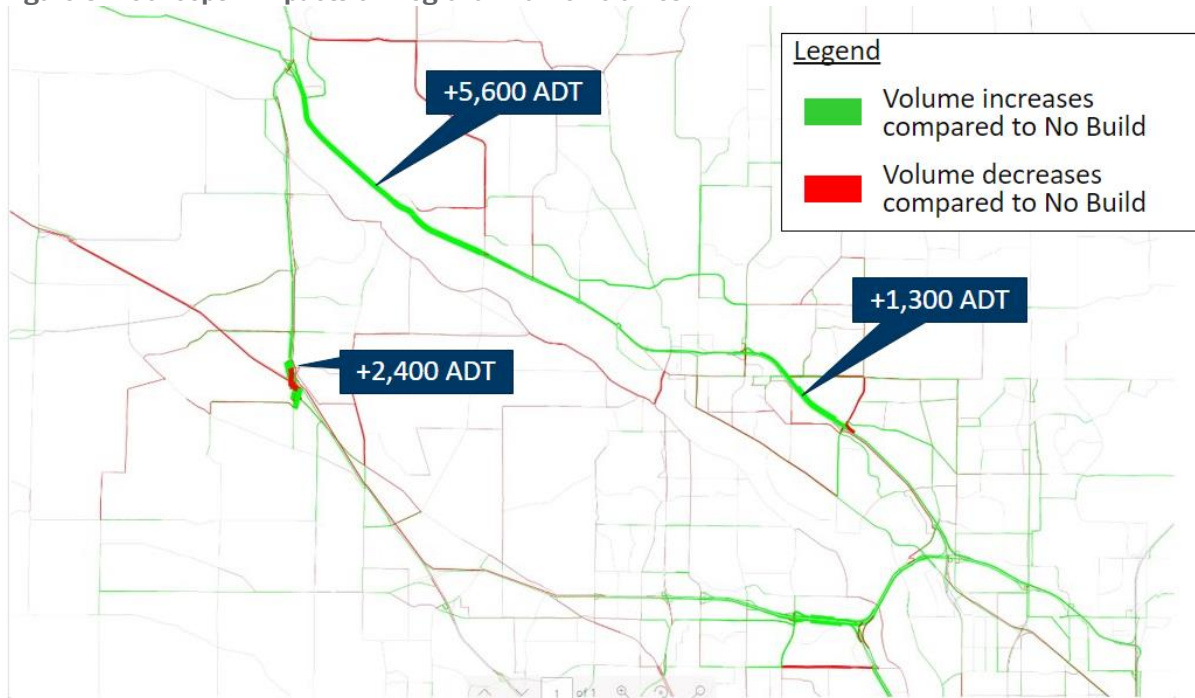 +5,600 ADT
Legend
Volume increases
compared to No Build
Volume decreases
compared to No Build
+1,300 ADT
+2,400 ADT
1 of 1